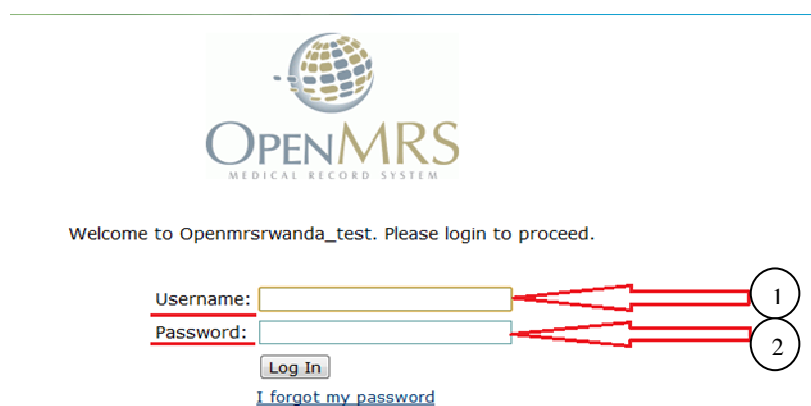 OPENMRS
MEDICAL RECORD SYSTEM
Welcome to Openmrsrwanda_test. Please login to proceed.
Username: 1
Password: 2
Log In
I forgot my password